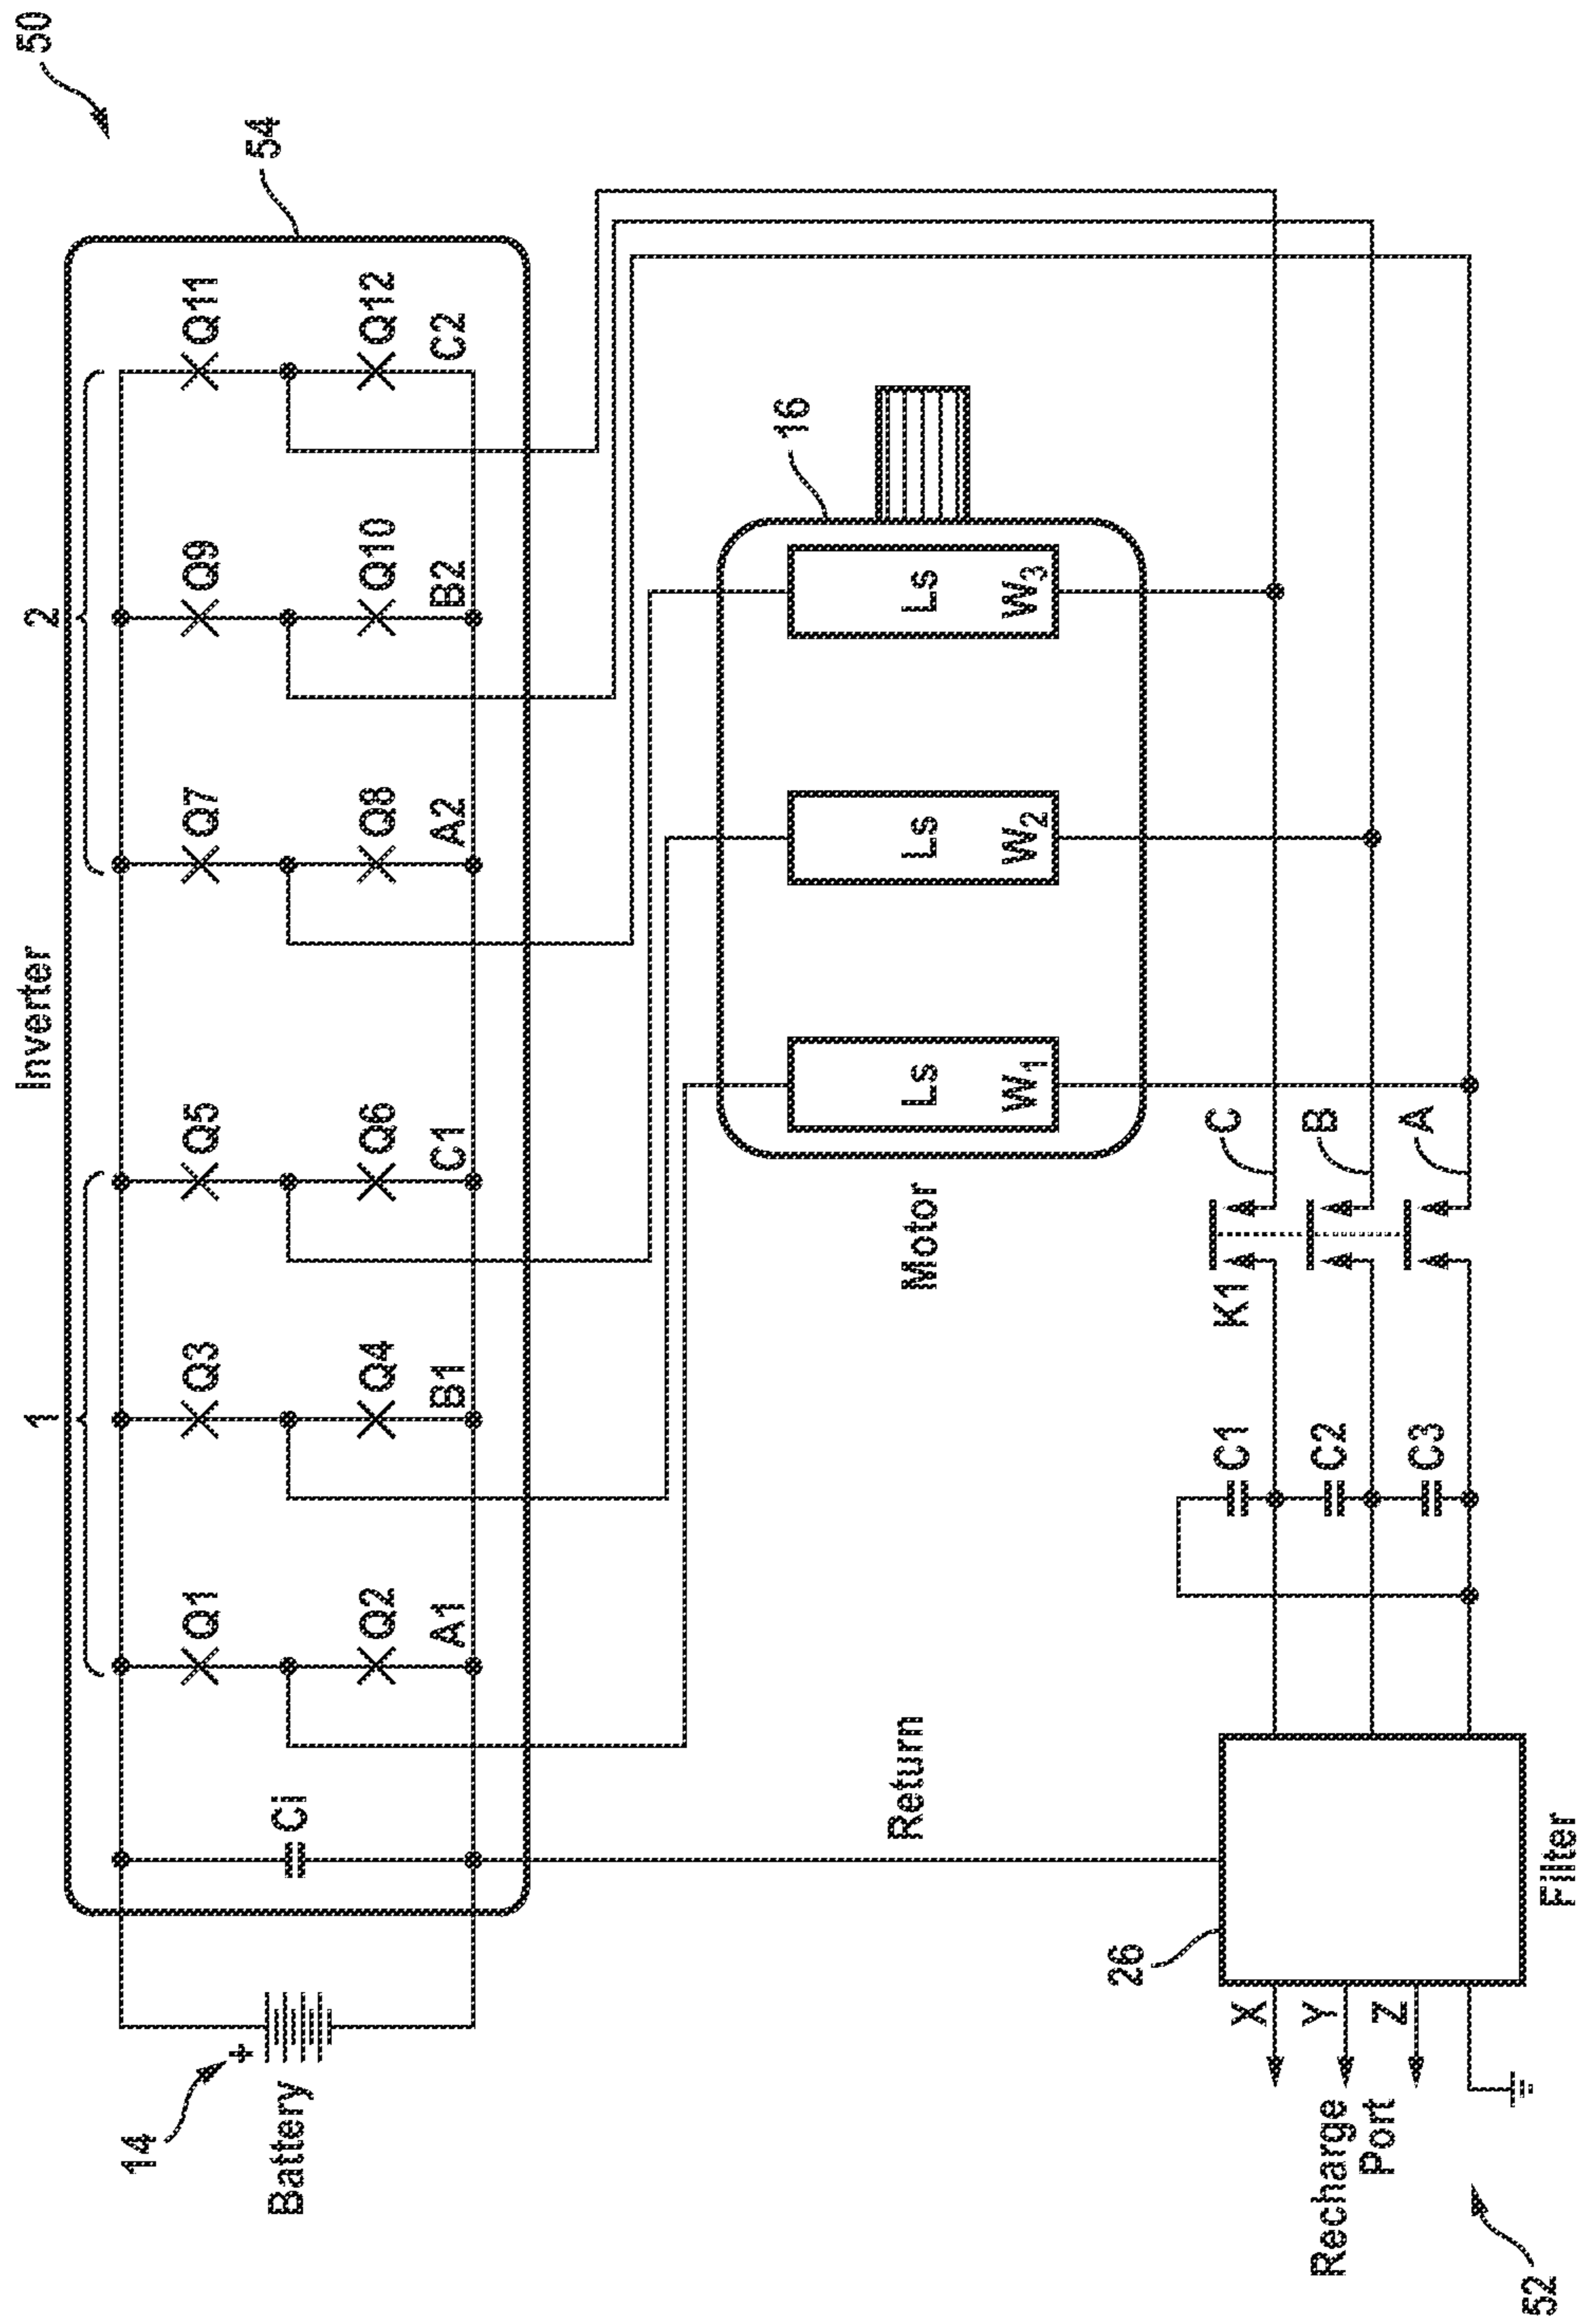 50
54
Inverter
1
2
Q1
Q3
Q5
Q7
Q9
Q11
14
+
Battery
Ci
Q2
Q4
Q6
Q8
Q10
Q12
A1
B1
C1
A2
B2
C2
16
Return
Motor
Ls
Ls
Ls
W1
W2
W3
26
X
Y
Z
Recharge
Port
52
Filter
C1
C2
C3
K1
C
B
A